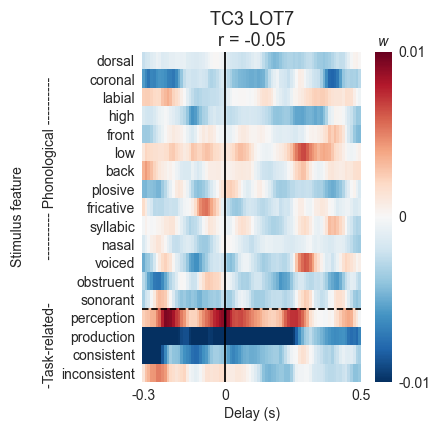 TC3 LOT7
r = -0.05
w
dorsal
coronal
labial
high
front
low
back
plosive
fricative
syllabic
nasal
voiced
obstruent
sonorant
perception
production
consistent
inconsistent
Stimulus feature
---------- Phonological ----------
-Task-related-
-0.3
0
0.5
Delay (s)
0.01
0
-0.01